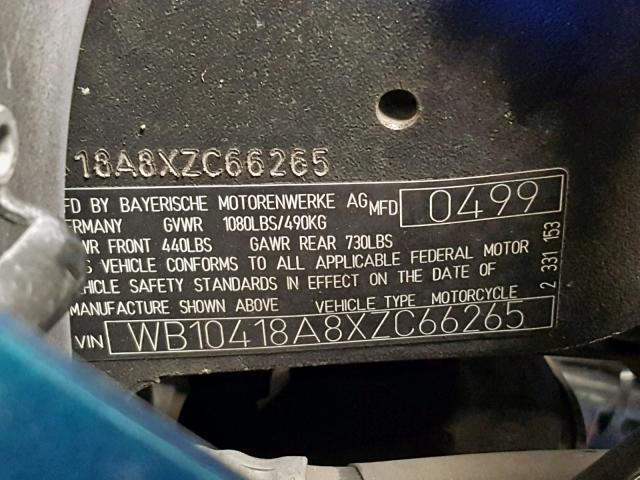 18A8XZC66265
FD BY BAYERISCHE MOTORENWERKE AG MFD 0499
ERMANY GVWR 1080LBS/490KG
WR FRONT 440LBS GAWR REAR 730LBS
S VEHICLE CONFORMS TO ALL APPLICABLE FEDERAL MOTOR
VEHICLE SAFETY STANDARDS IN EFFECT ON THE DATE OF
MANUFACTURE SHOWN ABOVE VEHICLE TYPE MOTORCYCLE
VIN WB10418A8XZC66265
2 331 153